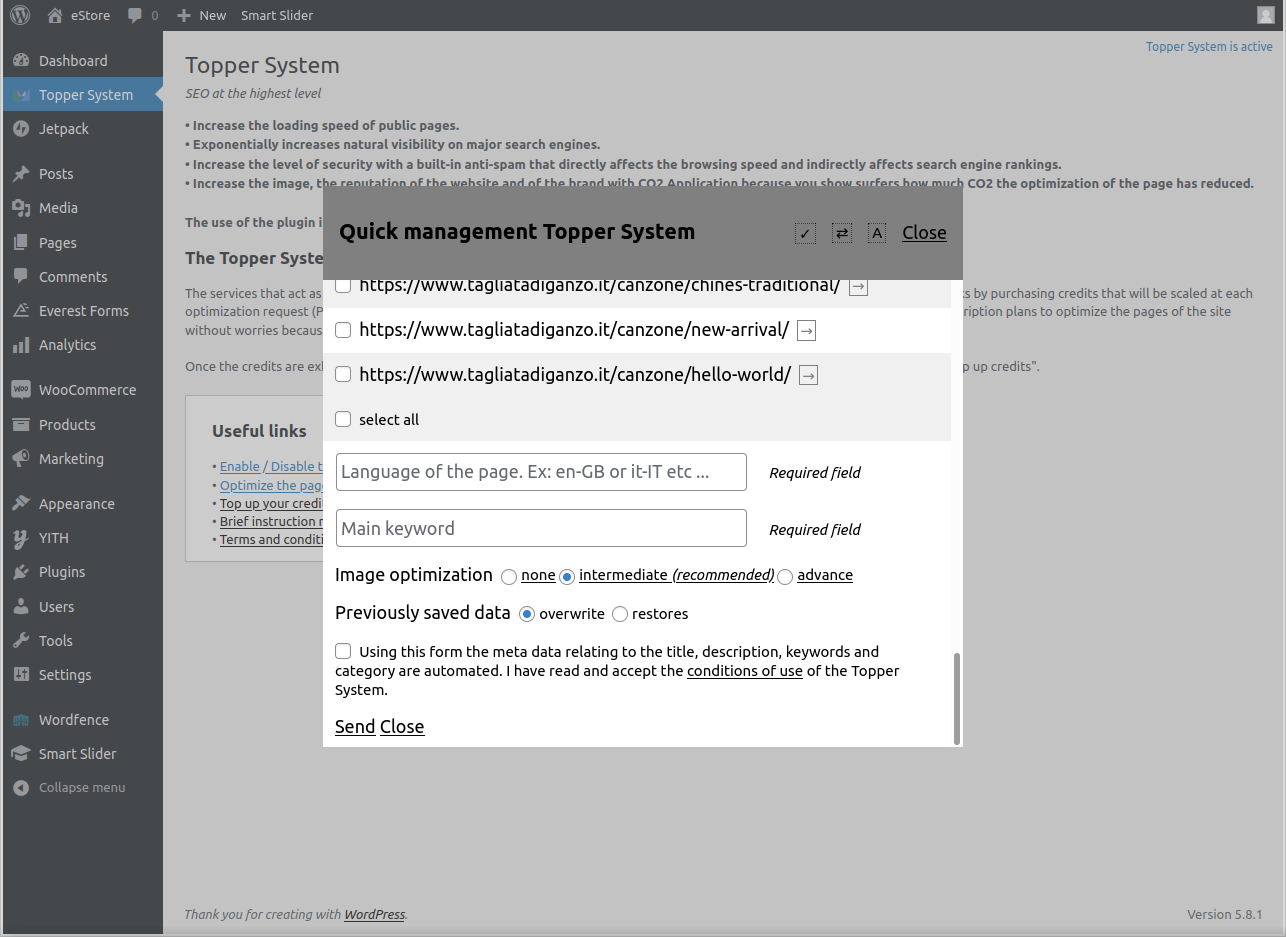 eStore 0 New Smart Slider
Dashboard
Topper System
Jetpack
Posts
Media
Pages
Comments
Everest Forms
Analytics
WooCommerce
Products
Marketing
Appearance
YITH
Plugins
Users
Tools
Settings
Wordfence
Smart Slider
Collapse menu
Topper System is active
Topper System
SEO at the highest level
• Increase the loading speed of public pages.
• Exponentially increases natural visibility on major search engines.
• Increase the level of security with a built-in anti-spam that directly affects the browsing speed and indirectly affects search engine rankings.
• Increase the image, the reputation of the website and of the brand with CO2 Application because you show surfers how much CO2 the optimization of the page has reduced.
The use of the plugin i
The Topper Syste
The services that act as
ks by purchasing credits that will be scaled at each
optimization request (P
ription plans to optimize the pages of the site
without worries becaus
Once the credits are exl
p up credits".
Useful links
• Enable / Disable t
• Optimize the pag
• Top up your credi
• Brief instruction r
• Terms and conditi
Quick management Topper System ✓ ⇄ A Close
https://www.tagliatadiganzo.it/canzone/chines-traditional/ →
https://www.tagliatadiganzo.it/canzone/new-arrival/ →
https://www.tagliatadiganzo.it/canzone/hello-world/ →
select all
Language of the page. Ex: en-GB or it-IT etc ... Required field
Main keyword Required field
Image optimization none intermediate (recommended) advance
Previously saved data overwrite restores
Using this form the meta data relating to the title, description, keywords and
category are automated. I have read and accept the conditions of use of the Topper
System.
Send Close
Thank you for creating with WordPress.
Version 5.8.1